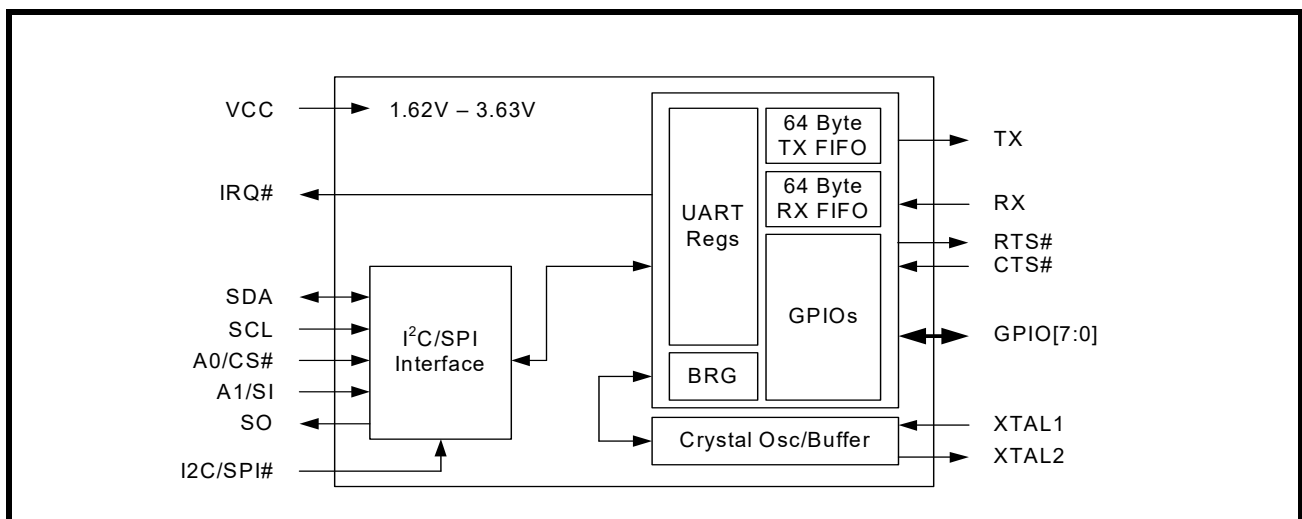 VCC
1.62V – 3.63V
IRQ#
SDA
SCL
A0/CS#
A1/SI
SO
I2C/SPI#
I²C/SPI
Interface
UART
Regs
64 Byte
TX FIFO
64 Byte
RX FIFO
GPIOs
BRG
Crystal Osc/Buffer
TX
RX
RTS#
CTS#
GPIO[7:0]
XTAL1
XTAL2